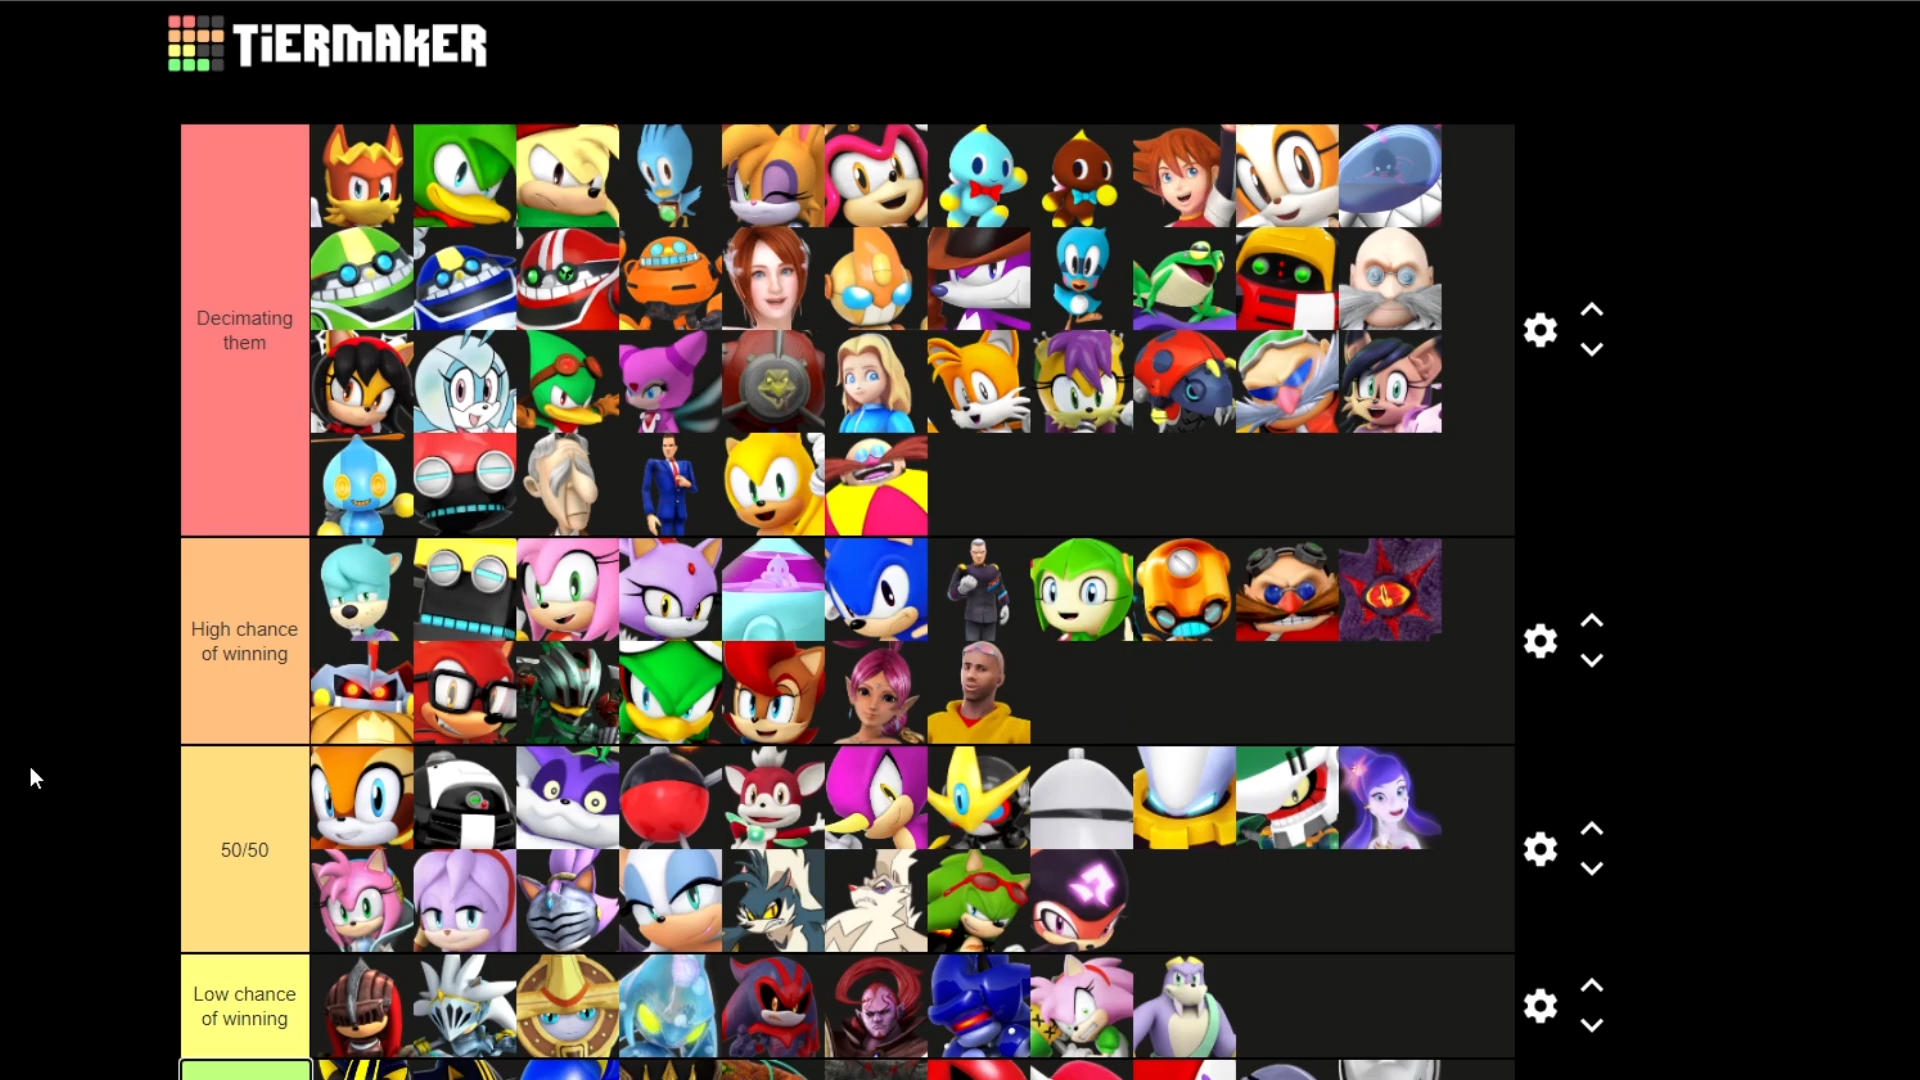 TiERMAKER
Decimating
them
High chance
of winning
50/50
Low chance
of winning